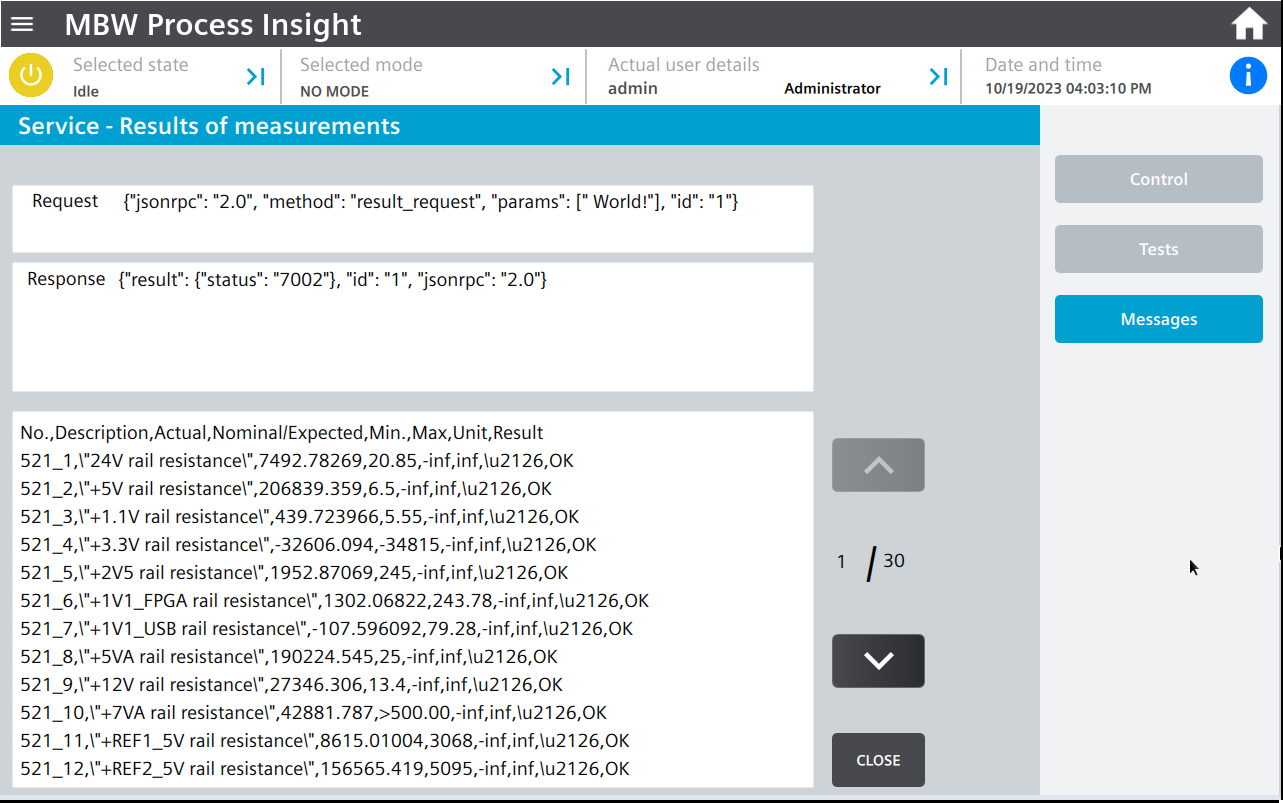 MBW Process Insight
Selected state
Idle
Selected mode
NO MODE
Actual user details
admin Administrator
Date and time
10/19/2023 04:03:10 PM
Service - Results of measurements
Control
Tests
Messages
Request {"jsonrpc": "2.0", "method": "result_request", "params": [" World!"], "id": "1"}
Response {"result": {"status": "7002"}, "id": "1", "jsonrpc": "2.0"}
No.,Description,Actual,Nominal/Expected,Min.,Max,Unit,Result
521_1,\"24V rail resistance\",7492.78269,20.85,-inf,inf,\u2126,OK
521_2,\"+5V rail resistance\",206839.359,6.5,-inf,inf,\u2126,OK
521_3,\"+1.1V rail resistance\",439.723966,5.55,-inf,inf,\u2126,OK
521_4,\"+3.3V rail resistance\",-32606.094,-34815,-inf,inf,\u2126,OK
521_5,\"+2V5 rail resistance\",1952.87069,245,-inf,inf,\u2126,OK
521_6,\"+1V1_FPGA rail resistance\",1302.06822,243.78,-inf,inf,\u2126,OK
521_7,\"+1V1_USB rail resistance\",-107.596092,79.28,-inf,inf,\u2126,OK
521_8,\"+5VA rail resistance\",190224.545,25,-inf,inf,\u2126,OK
521_9,\"+12V rail resistance\",27346.306,13.4,-inf,inf,\u2126,OK
521_10,\"+7VA rail resistance\",42881.787,>500.00,-inf,inf,\u2126,OK
521_11,\"+REF1_5V rail resistance\",8615.01004,3068,-inf,inf,\u2126,OK
521_12,\"+REF2_5V rail resistance\",156565.419,5095,-inf,inf,\u2126,OK
1 / 30
CLOSE